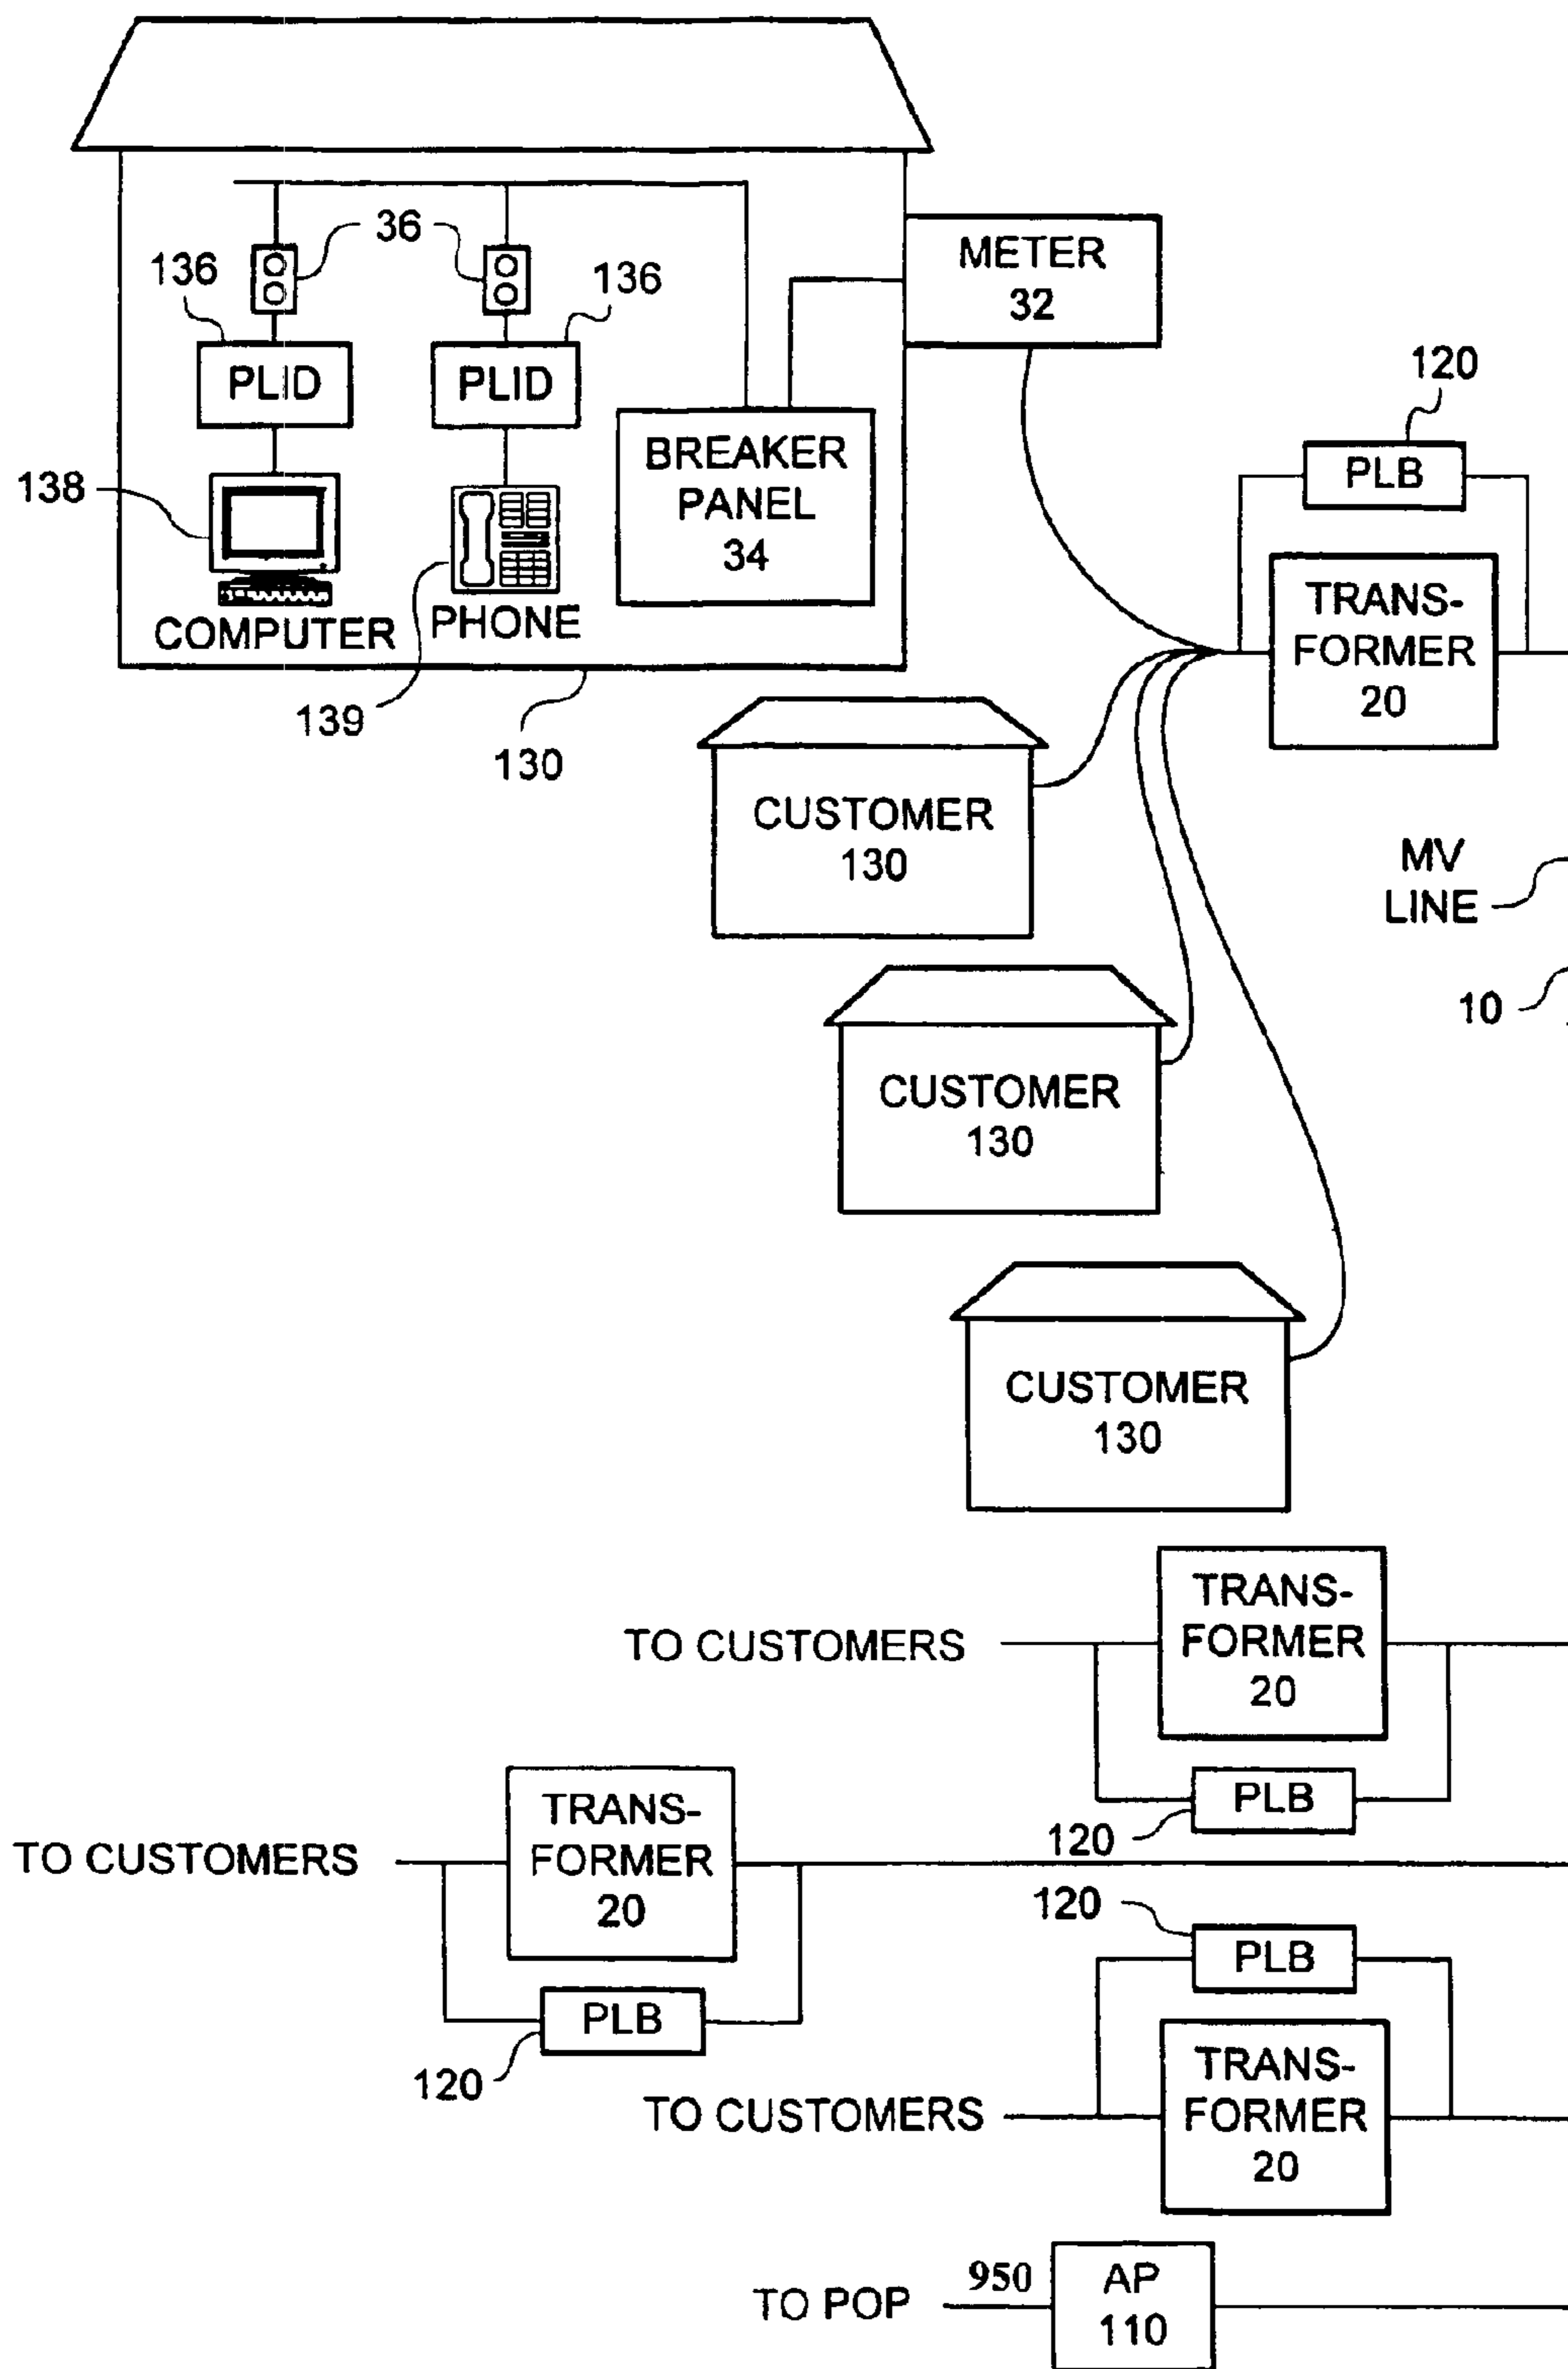 36
136
136
METER
32
PLID
PLID
120
PLB
BREAKER
PANEL
34
138
TRANS-
FORMER
20
COMPUTER
PHONE
139
130
CUSTOMER
130
MV
LINE
10
CUSTOMER
130
CUSTOMER
130
TO CUSTOMERS
TRANS-
FORMER
20
PLB
120
TO CUSTOMERS
TRANS-
FORMER
20
PLB
120
120
PLB
TO CUSTOMERS
TRANS-
FORMER
20
TO POP
950
AP
110